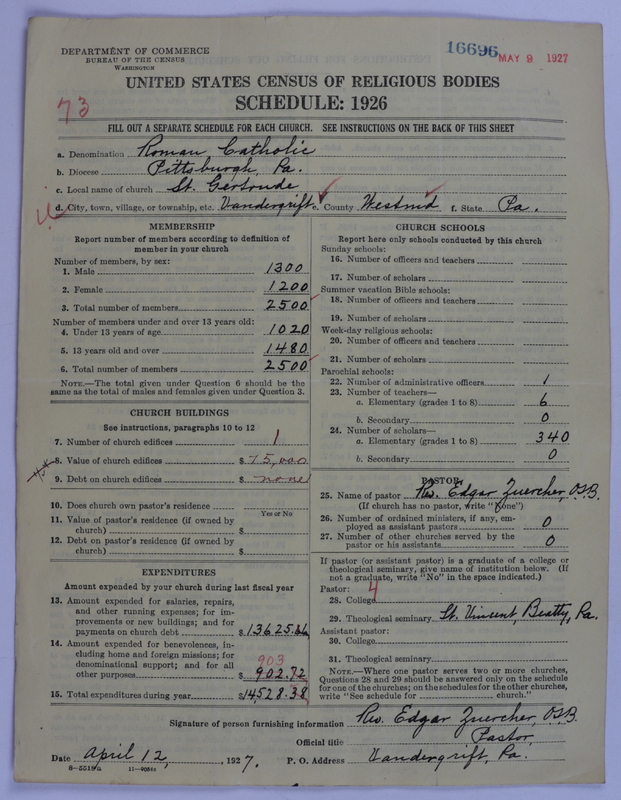 DEPARTMENT OF COMMERCE
BUREAU OF THE CENSUS
WASHINGTON
16696 MAY 9 1927
UNITED STATES CENSUS OF RELIGIOUS BODIES
SCHEDULE: 1926
73
FILL OUT A SEPARATE SCHEDULE FOR EACH CHURCH. SEE INSTRUCTIONS ON THE BACK OF THIS SHEET
a. Denomination Roman Catholic
b. Diocese Pittsburgh, Pa.
c. Local name of church St. Gertrude
d. City, town, village, or township, etc. Vandergrift e. County Westmd f. State Pa.
MEMBERSHIP
Report number of members according to definition of
member in your church
Number of members, by sex:
1. Male 1300
2. Female 1200
3. Total number of members 2500
Number of members under and over 13 years old:
4. Under 13 years of age 1020
5. 13 years old and over 1480
6. Total number of members 2500
NOTE.—The total given under Question 6 should be
the same as the total of males and females given under Question 3.
CHURCH BUILDINGS
See instructions, paragraphs 10 to 12
7. Number of church edifices 1
8. Value of church edifices $ 75,000
9. Debt on church edifices $ none
10. Does church own pastor's residence
Yes or No
11. Value of pastor's residence (if owned by
church) $
12. Debt on pastor's residence (if owned by
church) $
EXPENDITURES
Amount expended by your church during last fiscal year
13. Amount expended for salaries, repairs,
and other running expenses; for im-
provements or new buildings; and for
payments on church debt $ 13625.66
14. Amount expended for benevolences, in-
cluding home and foreign missions; for
denominational support; and for all
903
other purposes $ 902.72
15. Total expenditures during year $ 14528.38
CHURCH SCHOOLS
Report here only schools conducted by this church
Sunday schools:
16. Number of officers and teachers
17. Number of scholars
Summer vacation Bible schools:
18. Number of officers and teachers
19. Number of scholars
Week-day religious schools:
20. Number of officers and teachers
21. Number of scholars
Parochial schools:
22. Number of administrative officers 1
23. Number of teachers—
a. Elementary (grades 1 to 8) 6
b. Secondary 0
24. Number of scholars—
a. Elementary (grades 1 to 8) 340
b. Secondary 0
PASTOR
25. Name of pastor Rev. Edgar Zuercher, O.S.B.
(If church has no pastor, write "None")
26. Number of ordained ministers, if any, em-
ployed as assistant pastors 0
27. Number of other churches served by the
pastor or his assistants 0
If pastor (or assistant pastor) is a graduate of a college or
theological seminary, give name of institution below. (If
not a graduate, write "No" in the space indicated.)
Pastor: 4
28. College
29. Theological seminary St. Vincent, Beatty, Pa.
Assistant pastor:
30. College
31. Theological seminary
NOTE.—Where one pastor serves two or more churches,
Questions 28 and 29 should be answered only on the schedule
for one of the churches; on the schedules for the other churches,
write "See schedule for church."
Signature of person furnishing information Rev. Edgar Zuercher, O.S.B.
Official title Pastor,
Date April 12, 1927. P. O. Address Vandergrift, Pa.